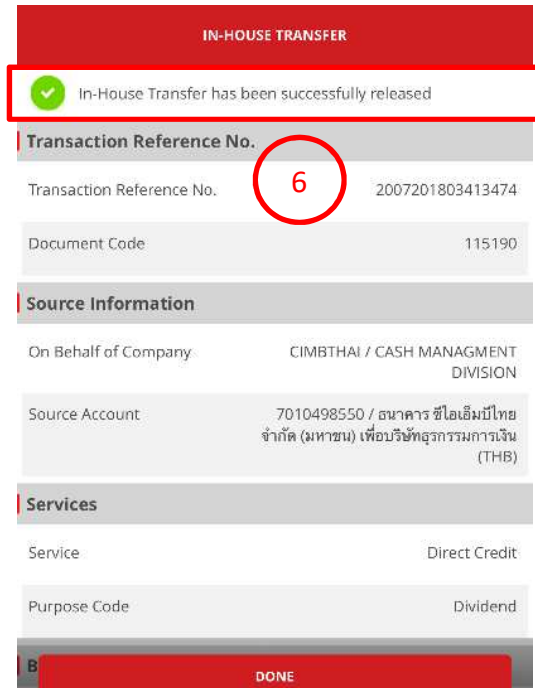 IN-HOUSE TRANSFER
In-House Transfer has been successfully released
Transaction Reference No.
6
Transaction Reference No. 2007201803413474
Document Code 115190
Source Information
On Behalf of Company CIMBTHAI / CASH MANAGMENT
DIVISION
Source Account 7010498550 / ธนาคาร ซีไอเอ็มบีไทย
จำกัด (มหาชน) เพื่อบริษัทธุรกรรมการเงิน
(THB)
Services
Service Direct Credit
Purpose Code Dividend
B
DONE